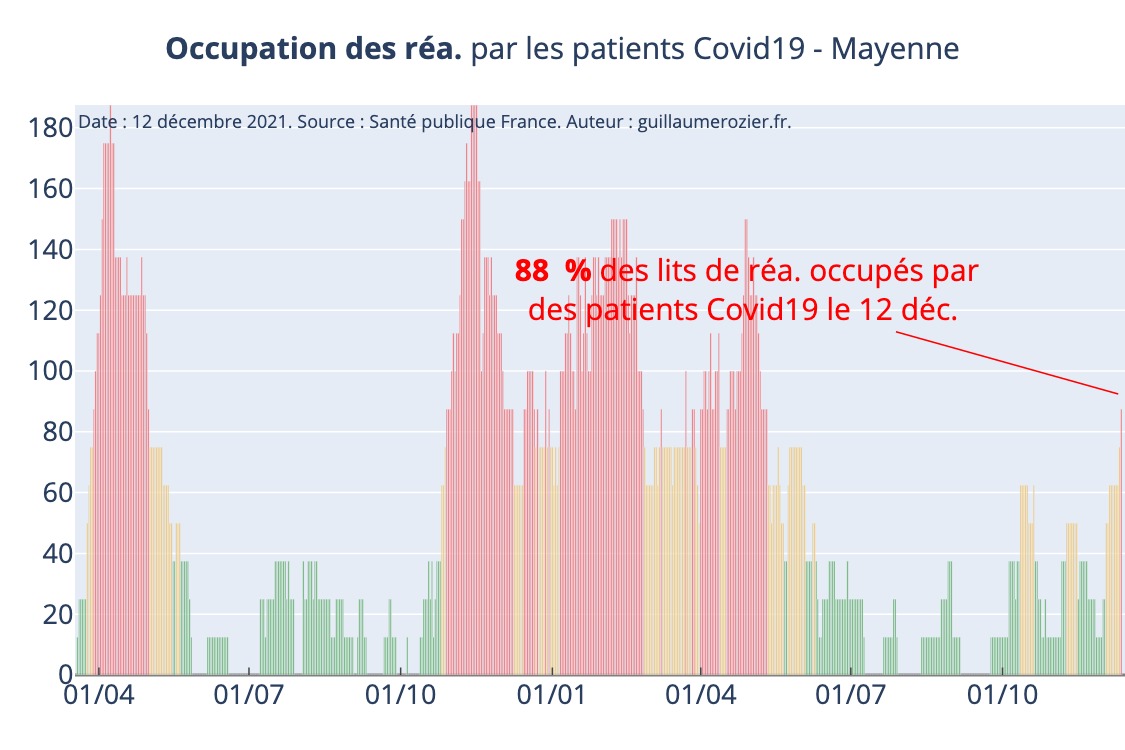 Occupation des réa. par les patients Covid19 - Mayenne
180
Date : 12 décembre 2021. Source : Santé publique France. Auteur : guillaumerozier.fr.
160
140
88 % des lits de réa. occupés par
des patients Covid19 le 12 déc.
120
100
80
60
40
20
0
01/04 01/07 01/10 01/01 01/04 01/07 01/10